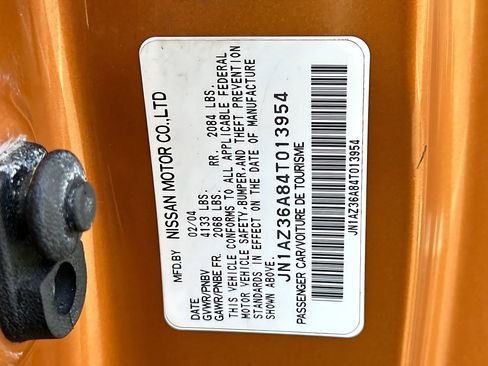 MFD.BY NISSAN MOTOR CO.,LTD
DATE 02/04
GVWR/PNBV 4133 LBS.
GAWR/PNBE FR. 2068 LBS. RR. 2084 LBS.
THIS VEHICLE CONFORMS TO ALL APPLICABLE FEDERAL
MOTOR VEHICLE SAFETY,BUMPER,AND THEFT PREVENTION
STANDARDS IN EFFECT ON THE DATE OF MANUFACTURE
SHOWN ABOVE.
JN1AZ36A84T013954
PASSENGER CAR/VOITURE DE TOURISME
JN1AZ36A84T013954